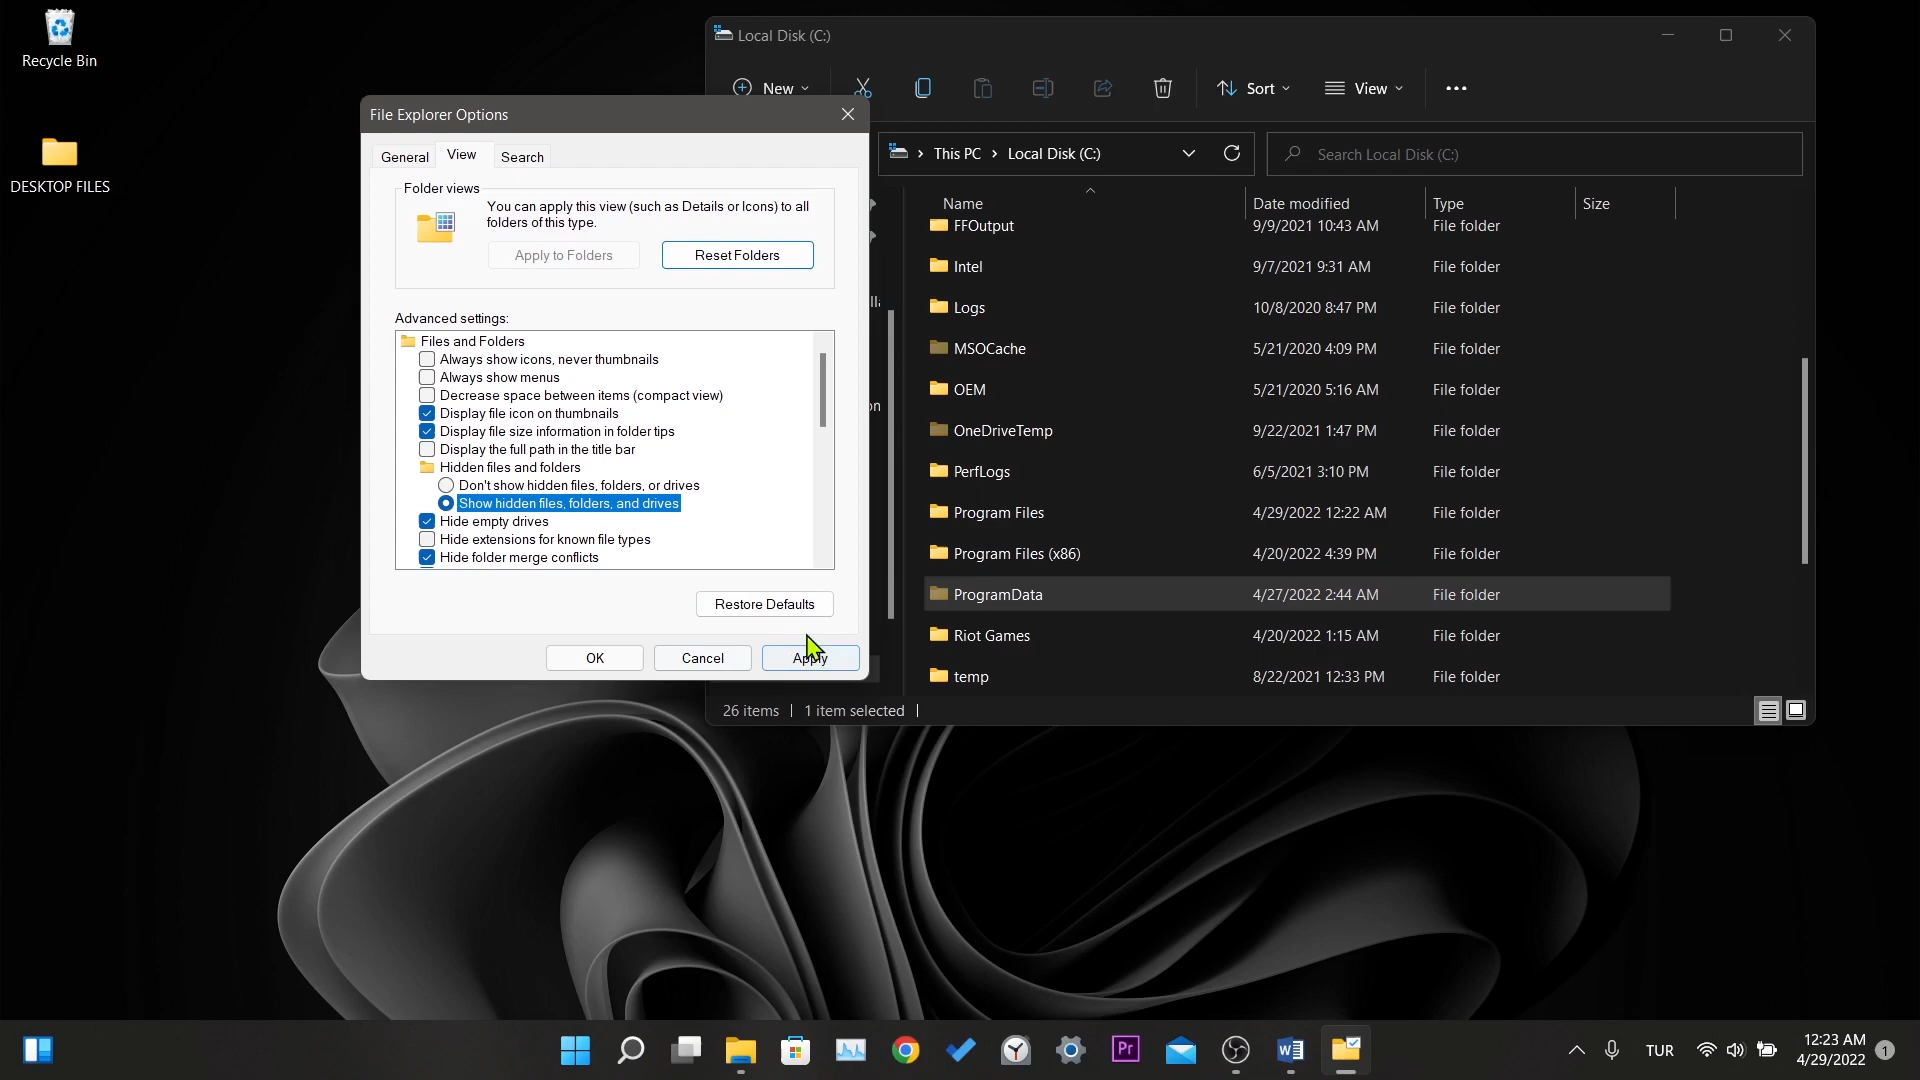 Recycle Bin
DESKTOP FILES
Local Disk (C:)
New
Sort
View
This PC
Local Disk (C:)
Search Local Disk (C:)
Name
Date modified
Type
Size
FFOutput 9/9/2021 10:43 AM File folder
Intel 9/7/2021 9:31 AM File folder
Logs 10/8/2020 8:47 PM File folder
MSOCache 5/21/2020 4:09 PM File folder
OEM 5/21/2020 5:16 AM File folder
OneDriveTemp 9/22/2021 1:47 PM File folder
PerfLogs 6/5/2021 3:10 PM File folder
Program Files 4/29/2022 12:22 AM File folder
Program Files (x86) 4/20/2022 4:39 PM File folder
ProgramData 4/27/2022 2:44 AM File folder
Riot Games 4/20/2022 1:15 AM File folder
temp 8/22/2021 12:33 PM File folder
26 items
1 item selected
File Explorer Options
General
View
Search
Folder views
You can apply this view (such as Details or Icons) to all
folders of this type.
Apply to Folders
Reset Folders
Advanced settings:
Files and Folders
Always show icons, never thumbnails
Always show menus
Decrease space between items (compact view)
Display file icon on thumbnails
Display file size information in folder tips
Display the full path in the title bar
Hidden files and folders
Don't show hidden files, folders, or drives
Show hidden files, folders, and drives
Hide empty drives
Hide extensions for known file types
Hide folder merge conflicts
Restore Defaults
OK
Cancel
Apply
Pr
TUR
12:23 AM
4/29/2022
1